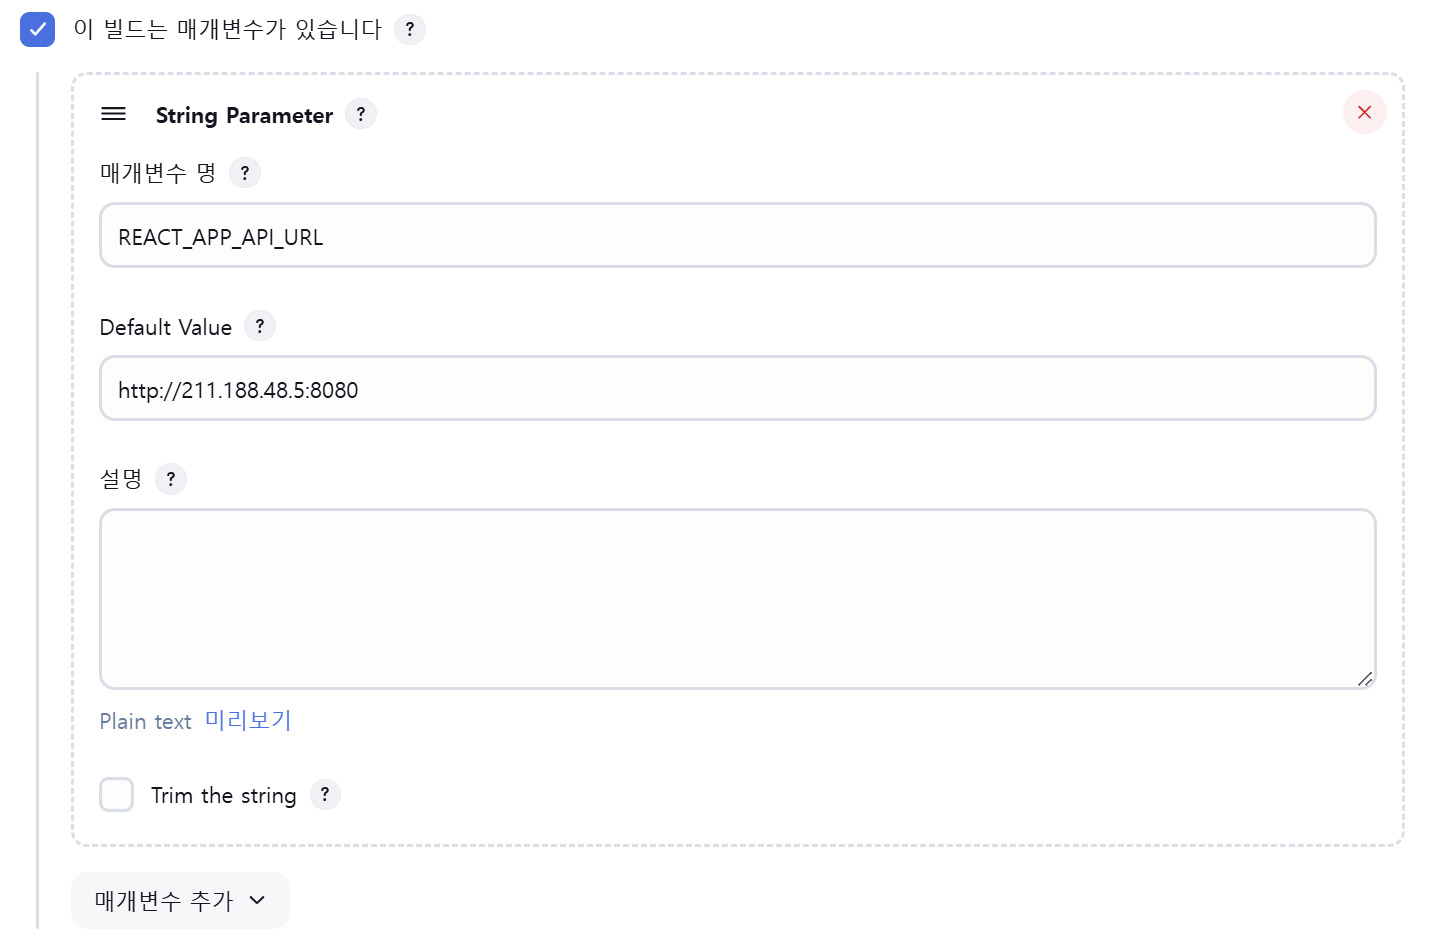 이 빌드는 매개변수가 있습니다 ?
String Parameter ?
매개변수 명 ?
REACT_APP_API_URL
Default Value ?
http://211.188.48.5:8080
설명 ?
Plain text 미리보기
Trim the string ?
매개변수 추가